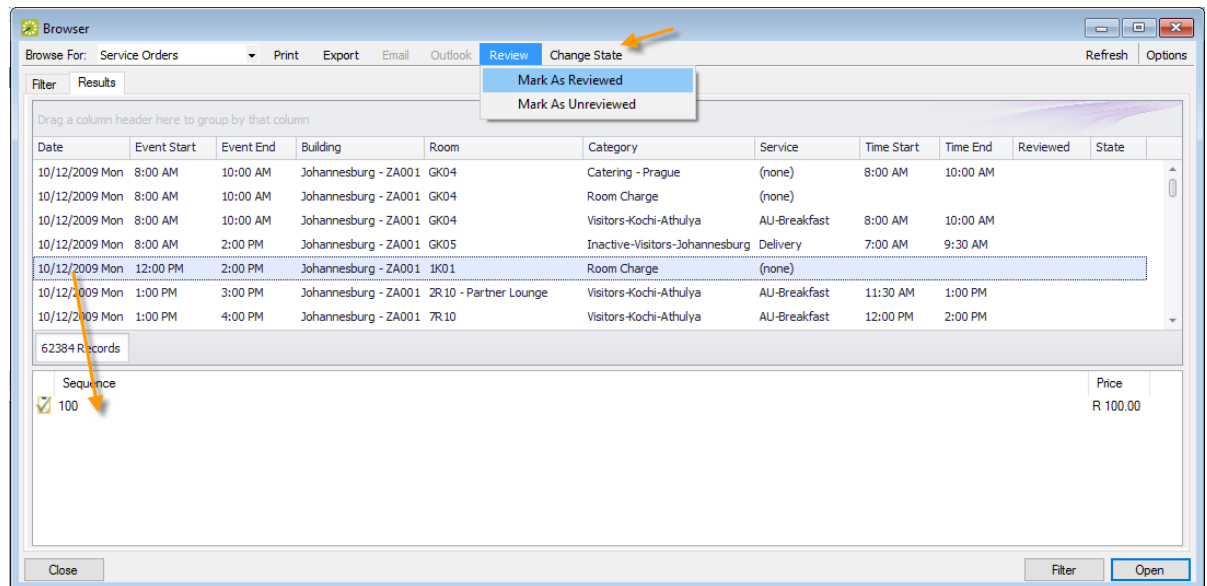 Browser
Browse For: Service Orders Print Export Email Outlook Review Change State Refresh Options
Filter Results
Mark As Reviewed
Mark As Unreviewed
Drag a column header here to group by that column
Date Event Start Event End Building Room Category Service Time Start Time End Reviewed State
10/12/2009 Mon 8:00 AM 10:00 AM Johannesburg - ZA001 GK04 Catering - Prague (none) 8:00 AM 10:00 AM
10/12/2009 Mon 8:00 AM 10:00 AM Johannesburg - ZA001 GK04 Room Charge (none)
10/12/2009 Mon 8:00 AM 10:00 AM Johannesburg - ZA001 GK04 Visitors-Kochi-Athulya AU-Breakfast 8:00 AM 10:00 AM
10/12/2009 Mon 8:00 AM 2:00 PM Johannesburg - ZA001 GK05 Inactive-Visitors-Johannesburg Delivery 7:00 AM 9:30 AM
10/12/2009 Mon 12:00 PM 2:00 PM Johannesburg - ZA001 1K01 Room Charge (none)
10/12/2009 Mon 1:00 PM 3:00 PM Johannesburg - ZA001 2R10 - Partner Lounge Visitors-Kochi-Athulya AU-Breakfast 11:30 AM 1:00 PM
10/12/2009 Mon 1:00 PM 4:00 PM Johannesburg - ZA001 7R10 Visitors-Kochi-Athulya AU-Breakfast 12:00 PM 2:00 PM
62384 Records
Sequence Price
100 R 100.00
Close Filter Open